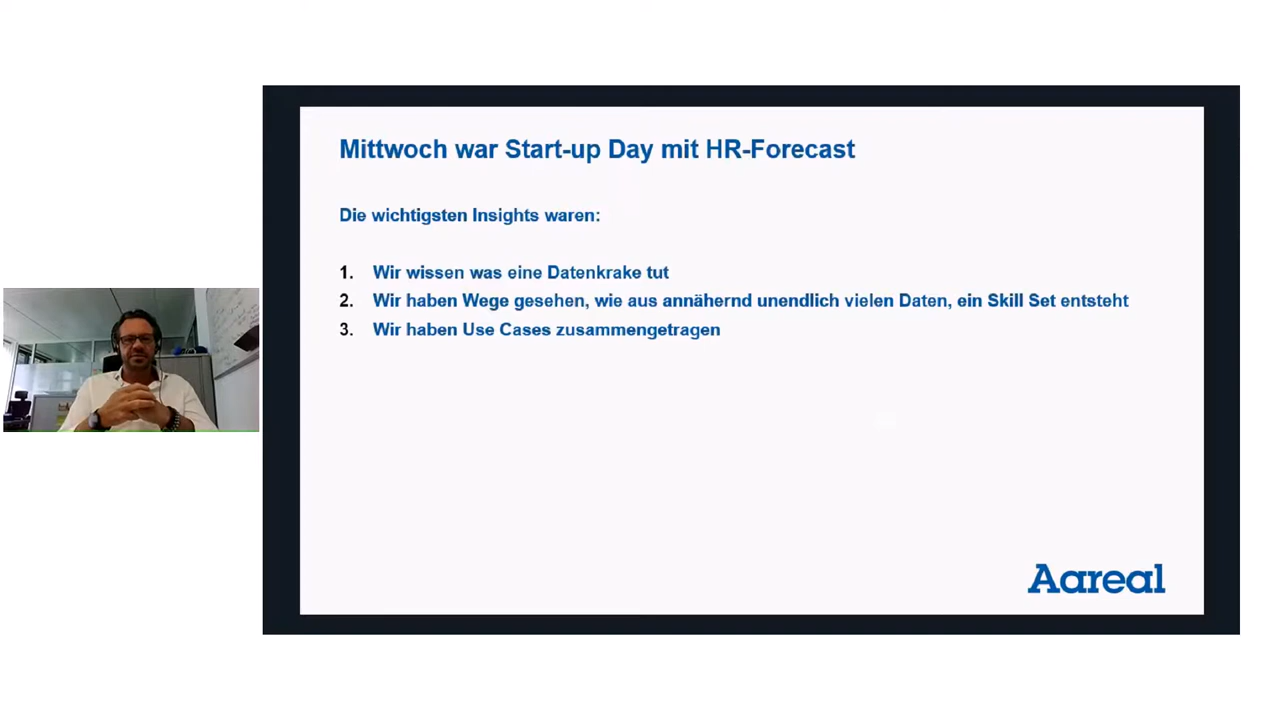 Mittwoch war Start-up Day mit HR-Forecast
Die wichtigsten Insights waren:
1. Wir wissen was eine Datenkrake tut
2. Wir haben Wege gesehen, wie aus annähernd unendlich vielen Daten, ein Skill Set entsteht
3. Wir haben Use Cases zusammengetragen
Aareal